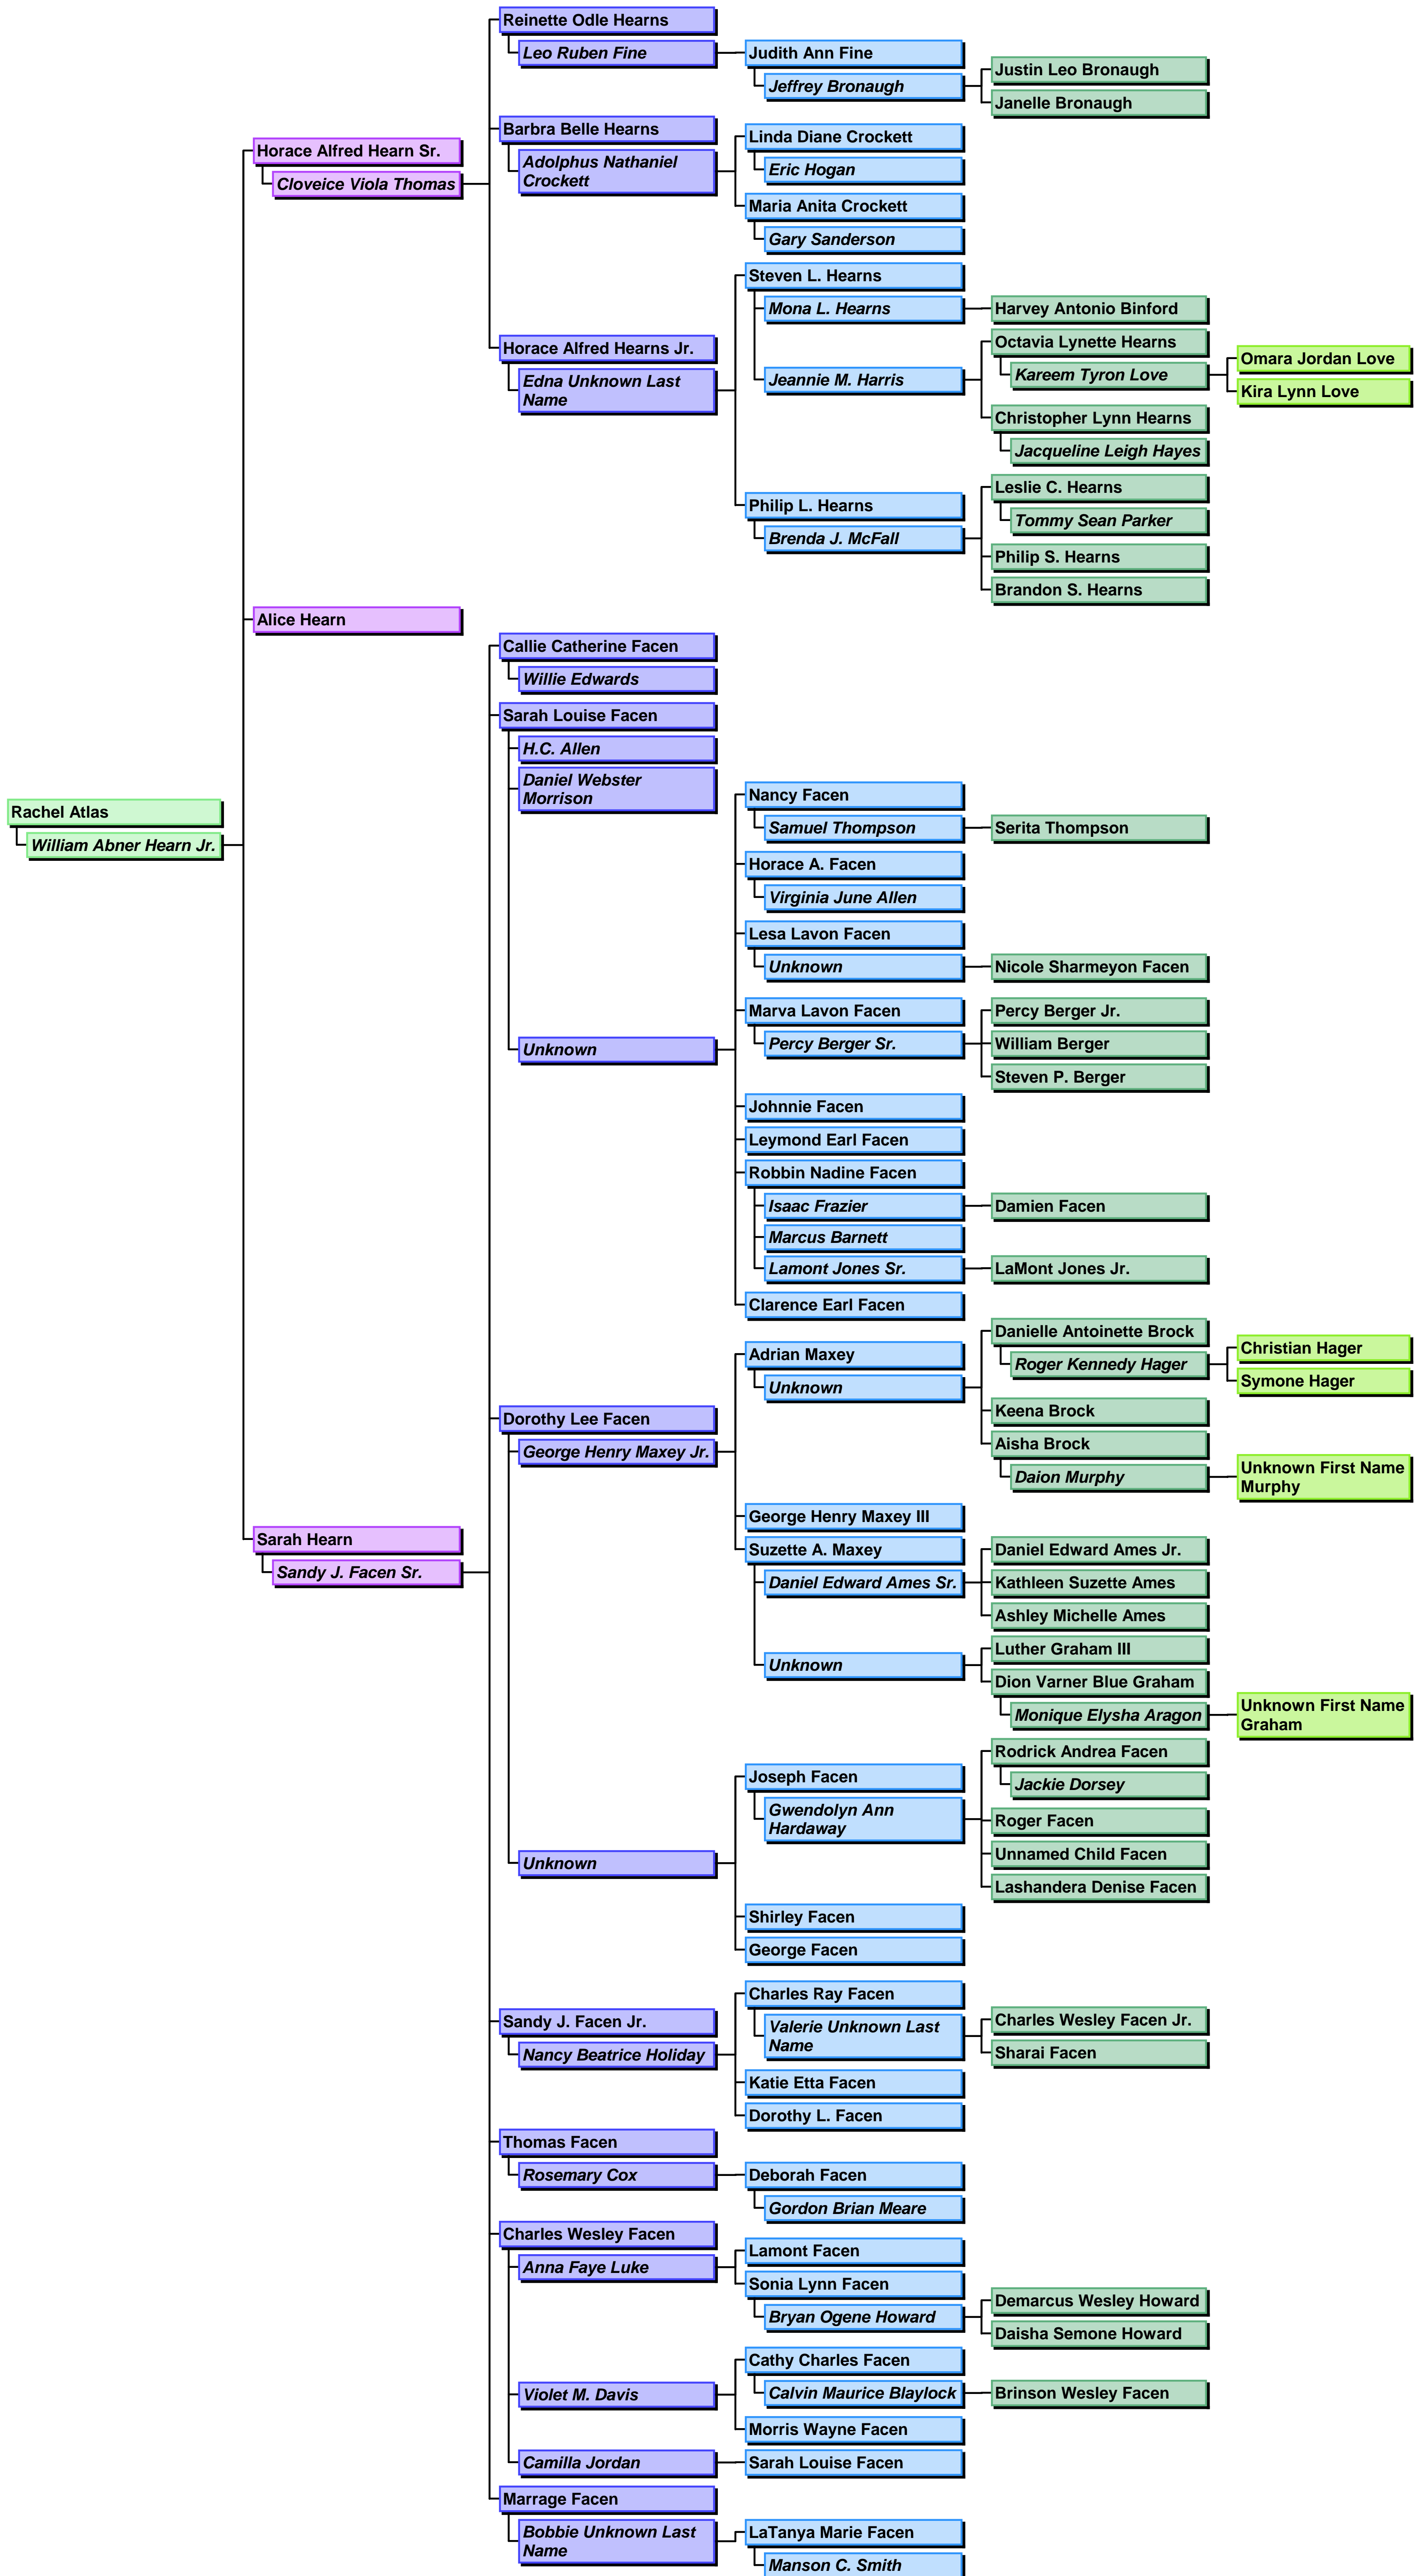 Reinette Odle Hearns
Leo Ruben Fine
Judith Ann Fine
Jeffrey Bronaugh
Justin Leo Bronaugh
Janelle Bronaugh
Barbra Belle Hearns
Adolphus Nathaniel
Crockett
Linda Diane Crockett
Eric Hogan
Maria Anita Crockett
Gary Sanderson
Horace Alfred Hearn Sr.
Cloveice Viola Thomas
Steven L. Hearns
Mona L. Hearns
Harvey Antonio Binford
Horace Alfred Hearns Jr.
Edna Unknown Last
Name
Jeannie M. Harris
Octavia Lynette Hearns
Kareem Tyron Love
Omara Jordan Love
Kira Lynn Love
Christopher Lynn Hearns
Jacqueline Leigh Hayes
Philip L. Hearns
Brenda J. McFall
Leslie C. Hearns
Tommy Sean Parker
Philip S. Hearns
Brandon S. Hearns
Alice Hearn
Callie Catherine Facen
Willie Edwards
Sarah Louise Facen
H.C. Allen
Daniel Webster
Morrison
Rachel Atlas
William Abner Hearn Jr.
Nancy Facen
Samuel Thompson
Serita Thompson
Horace A. Facen
Virginia June Allen
Lesa Lavon Facen
Unknown
Nicole Sharmeyon Facen
Marva Lavon Facen
Percy Berger Sr.
Percy Berger Jr.
William Berger
Steven P. Berger
Unknown
Johnnie Facen
Leymond Earl Facen
Robbin Nadine Facen
Isaac Frazier
Damien Facen
Marcus Barnett
Lamont Jones Sr.
LaMont Jones Jr.
Clarence Earl Facen
Adrian Maxey
Unknown
Danielle Antoinette Brock
Roger Kennedy Hager
Christian Hager
Symone Hager
Dorothy Lee Facen
George Henry Maxey Jr.
Keena Brock
Aisha Brock
Daion Murphy
Unknown First Name
Murphy
George Henry Maxey III
Sarah Hearn
Sandy J. Facen Sr.
Suzette A. Maxey
Daniel Edward Ames Sr.
Daniel Edward Ames Jr.
Kathleen Suzette Ames
Ashley Michelle Ames
Unknown
Luther Graham III
Dion Varner Blue Graham
Monique Elysha Aragon
Unknown First Name
Graham
Joseph Facen
Gwendolyn Ann
Hardaway
Rodrick Andrea Facen
Jackie Dorsey
Roger Facen
Unnamed Child Facen
Lashandera Denise Facen
Unknown
Shirley Facen
George Facen
Sandy J. Facen Jr.
Nancy Beatrice Holiday
Charles Ray Facen
Valerie Unknown Last
Name
Charles Wesley Facen Jr.
Sharai Facen
Katie Etta Facen
Dorothy L. Facen
Thomas Facen
Rosemary Cox
Deborah Facen
Gordon Brian Meare
Charles Wesley Facen
Anna Faye Luke
Lamont Facen
Sonia Lynn Facen
Bryan Ogene Howard
Demarcus Wesley Howard
Daisha Semone Howard
Violet M. Davis
Cathy Charles Facen
Calvin Maurice Blaylock
Brinson Wesley Facen
Morris Wayne Facen
Camilla Jordan
Sarah Louise Facen
Marrage Facen
Bobbie Unknown Last
Name
LaTanya Marie Facen
Manson C. Smith